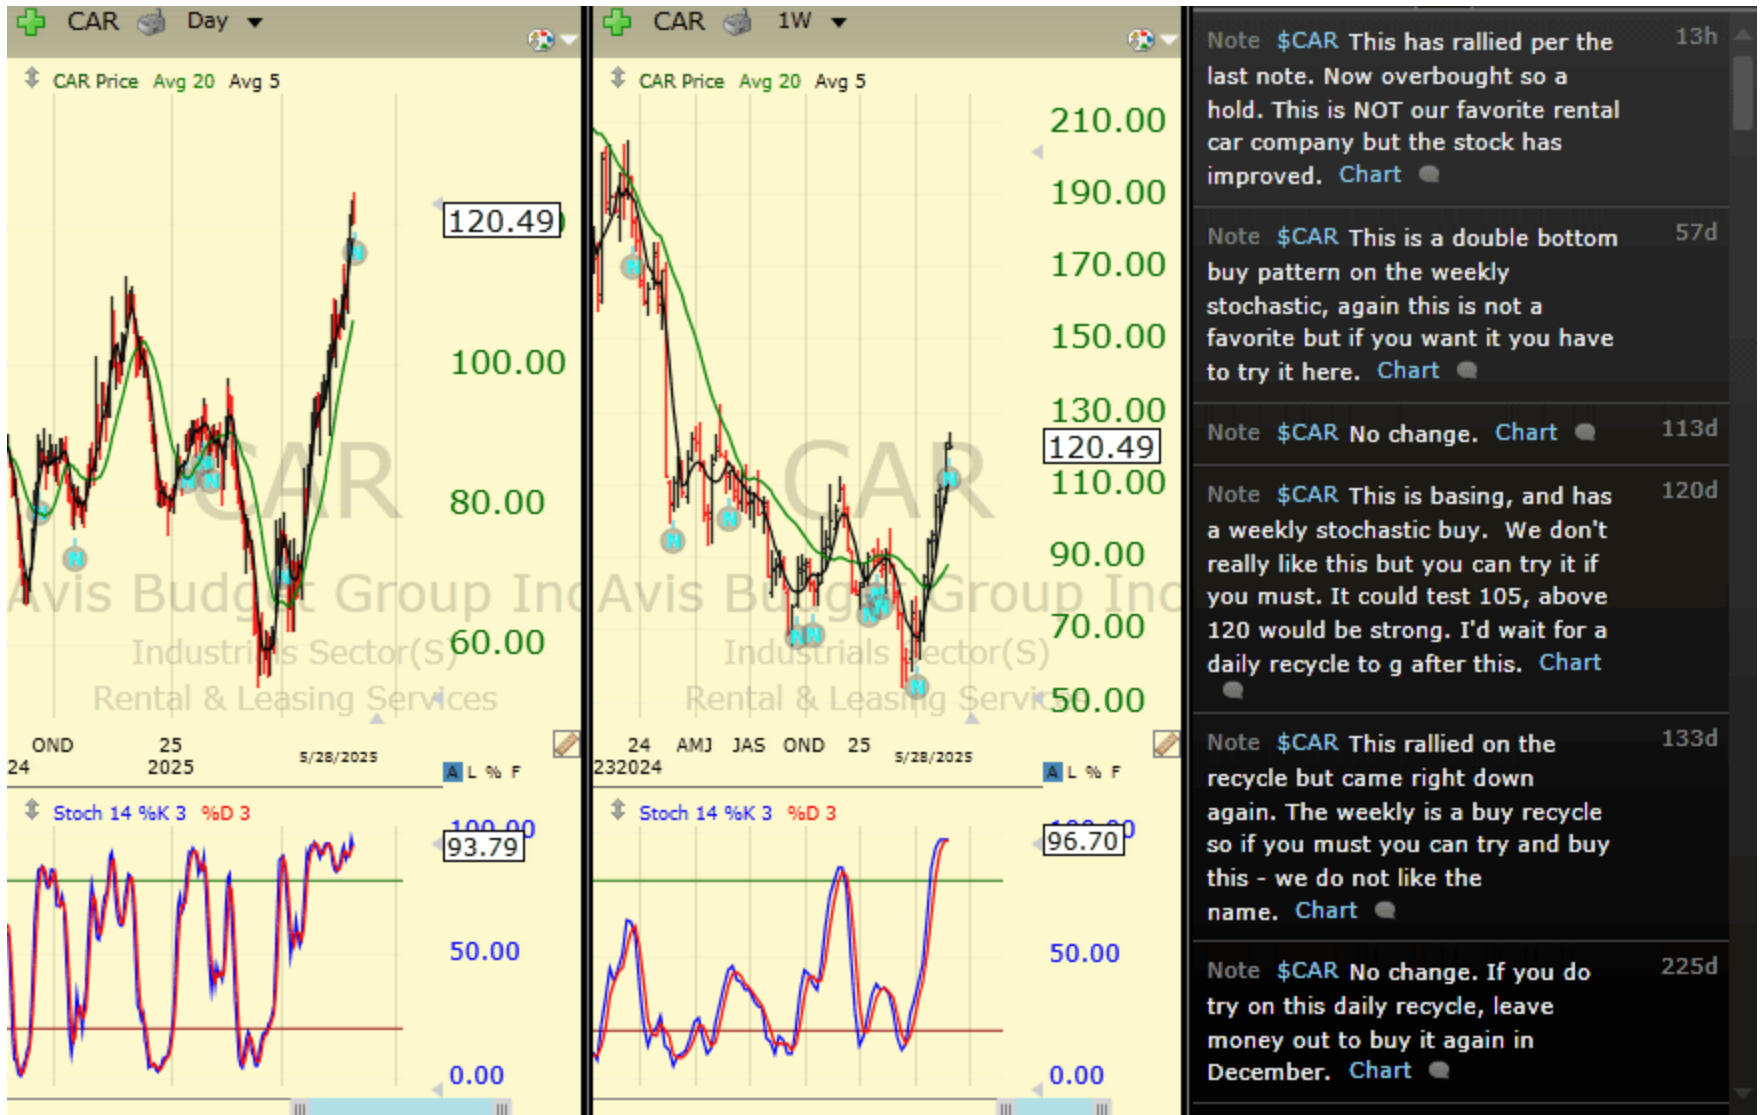 CAR Day
CAR Price Avg 20 Avg 5
120.49
100.00
80.00
60.00
CAR
Avis Budget Group Inc
Industrials Sector(S)
Rental & Leasing Services
OND 25
24 2025 5/28/2025
A L % F
Stoch 14 %K 3 %D 3
100.00
93.79
50.00
0.00
CAR 1W
CAR Price Avg 20 Avg 5
210.00
190.00
170.00
150.00
130.00
120.49
110.00
90.00
70.00
50.00
CAR
Avis Budget Group Inc
Industrials Sector(S)
Rental & Leasing Services
24 AMJ JAS OND 25
232024 5/28/2025
A L % F
Stoch 14 %K 3 %D 3
100.00
96.70
50.00
0.00
Note $CAR This has rallied per the 13h
last note. Now overbought so a
hold. This is NOT our favorite rental
car company but the stock has
improved. Chart
Note $CAR This is a double bottom 57d
buy pattern on the weekly
stochastic, again this is not a
favorite but if you want it you have
to try it here. Chart
Note $CAR No change. Chart 113d
Note $CAR This is basing, and has 120d
a weekly stochastic buy. We don't
really like this but you can try it if
you must. It could test 105, above
120 would be strong. I'd wait for a
daily recycle to g after this. Chart
Note $CAR This rallied on the 133d
recycle but came right down
again. The weekly is a buy recycle
so if you must you can try and buy
this - we do not like the
name. Chart
Note $CAR No change. If you do 225d
try on this daily recycle, leave
money out to buy it again in
December. Chart